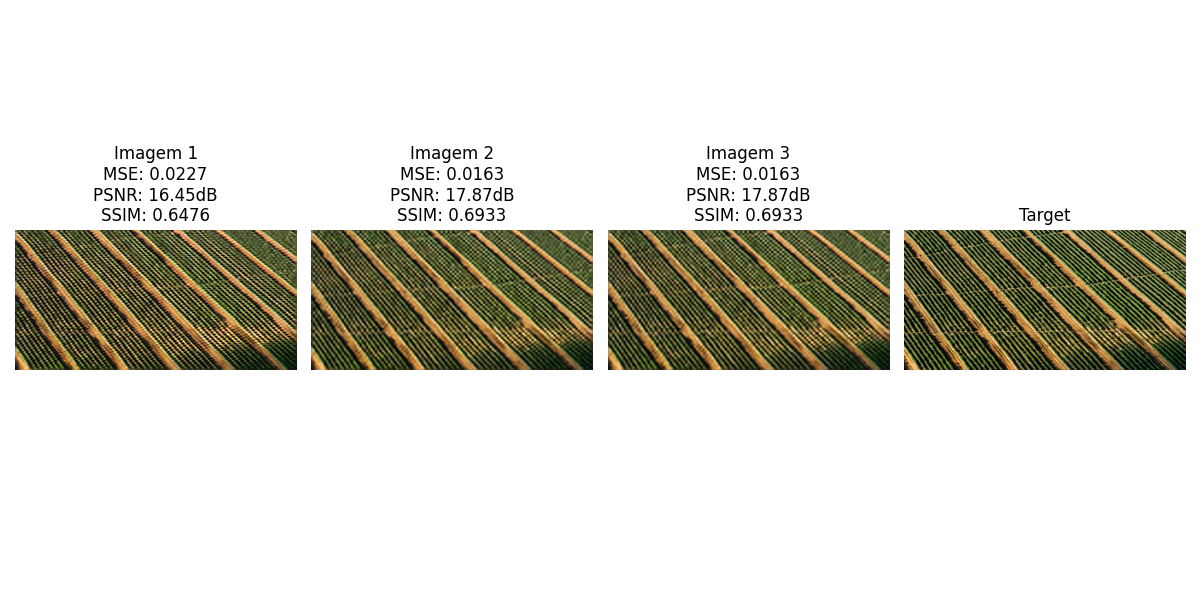 Imagem 1
MSE: 0.0227
PSNR: 16.45dB
SSIM: 0.6476
Imagem 2
MSE: 0.0163
PSNR: 17.87dB
SSIM: 0.6933
Imagem 3
MSE: 0.0163
PSNR: 17.87dB
SSIM: 0.6933
Target